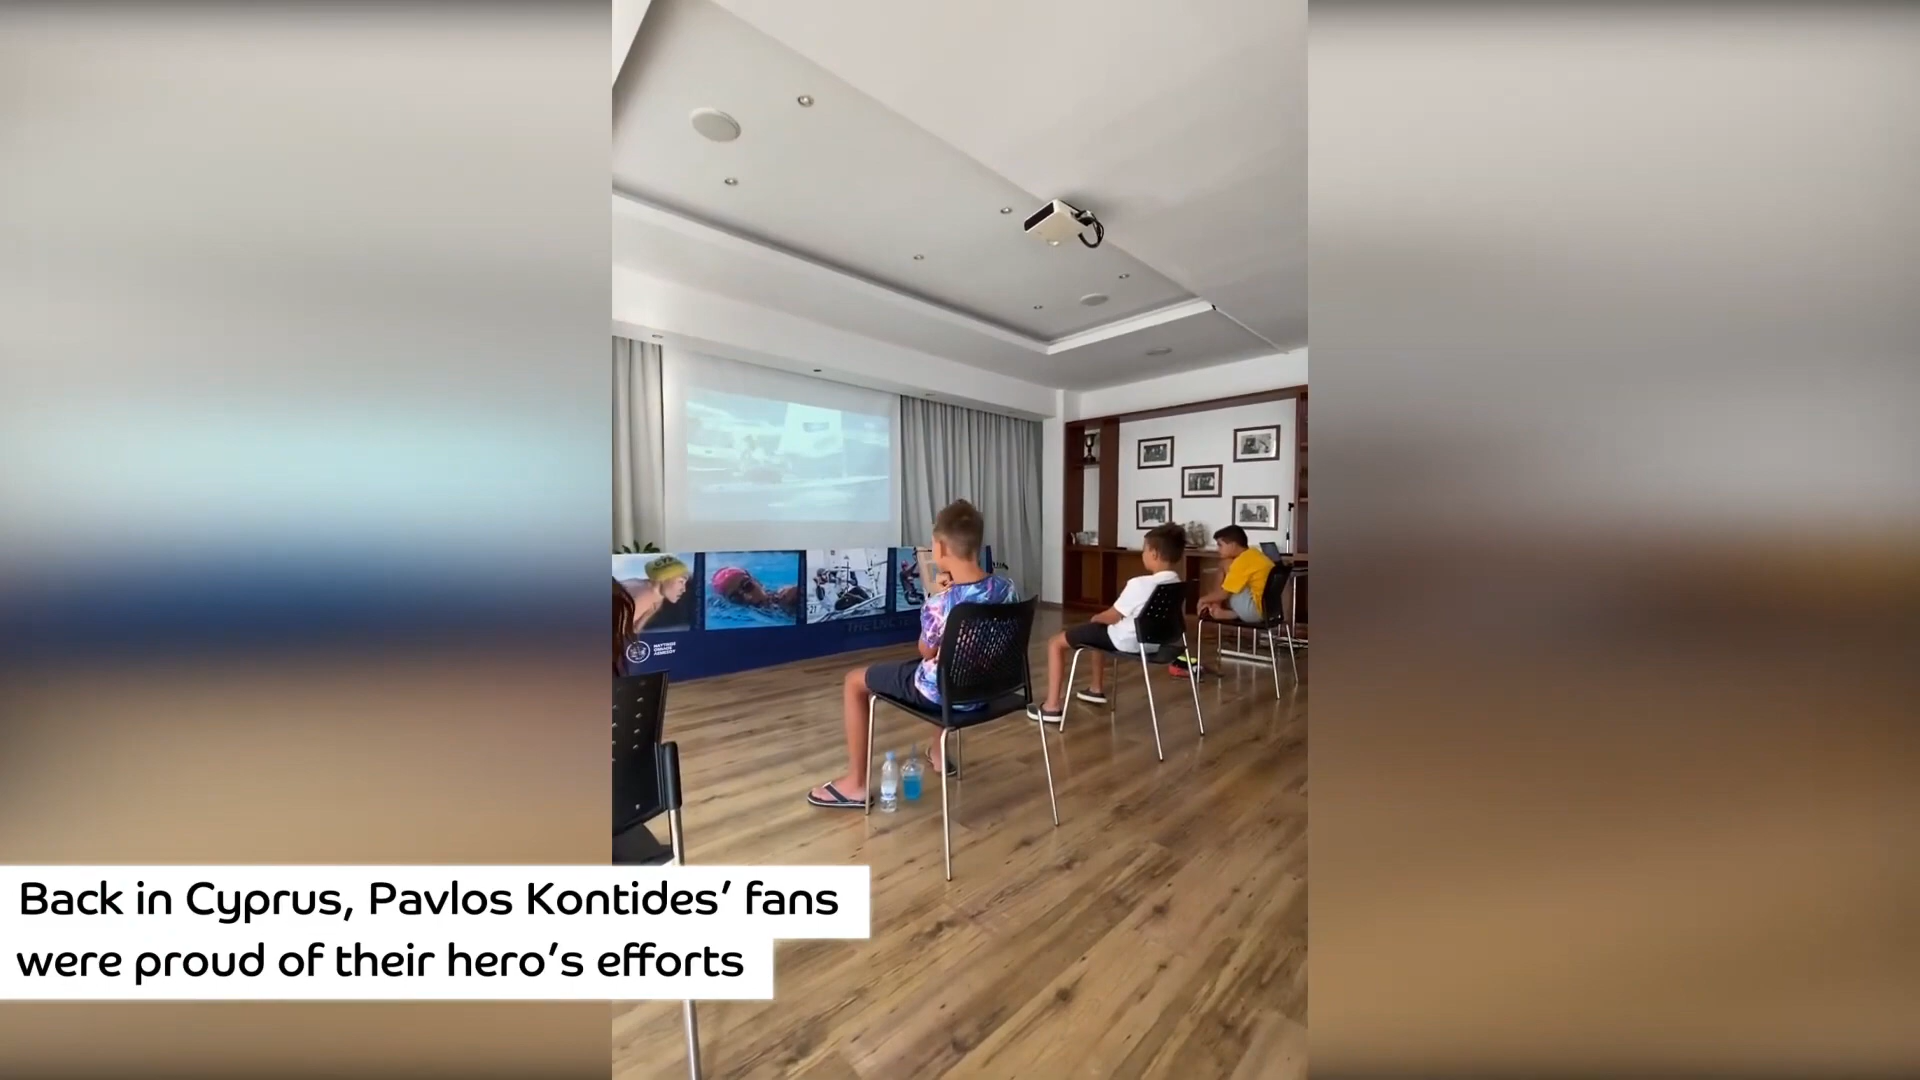 Back in Cyprus, Pavlos Kontides’ fans
were proud of their hero’s efforts